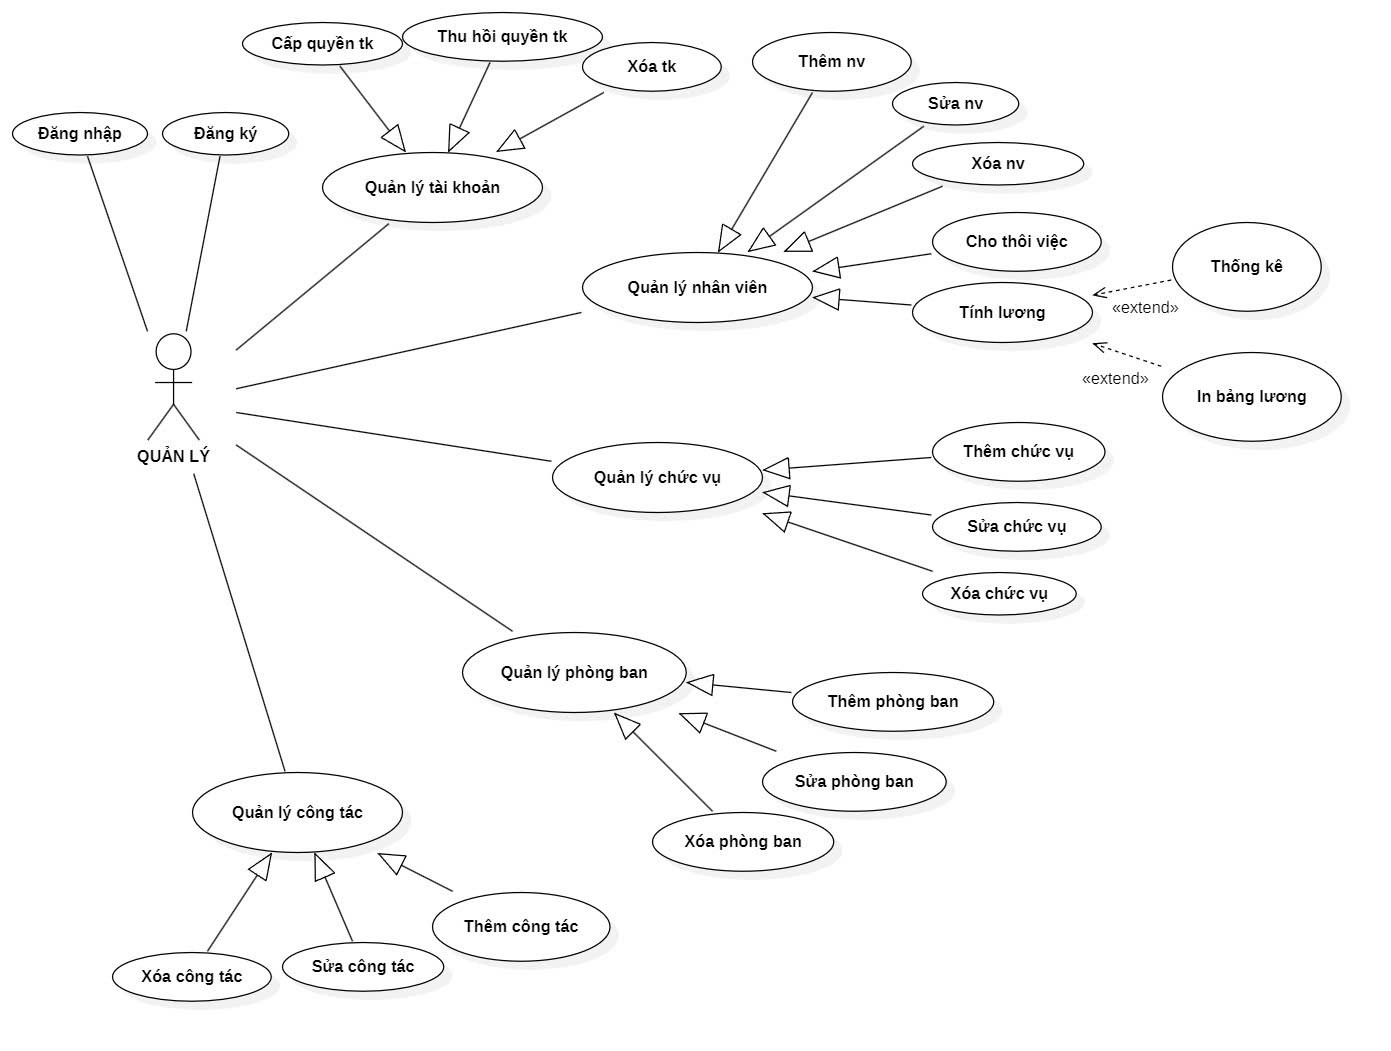 Cấp quyền tk
Thu hồi quyền tk
Xóa tk
Thêm nv
Sửa nv
Đăng nhập
Đăng ký
Xóa nv
Quản lý tài khoản
Cho thôi việc
Thống kê
Quản lý nhân viên
Tính lương
«extend»
«extend»
In bảng lương
QUẢN LÝ
Thêm chức vụ
Quản lý chức vụ
Sửa chức vụ
Xóa chức vụ
Quản lý phòng ban
Thêm phòng ban
Sửa phòng ban
Quản lý công tác
Xóa phòng ban
Thêm công tác
Sửa công tác
Xóa công tác